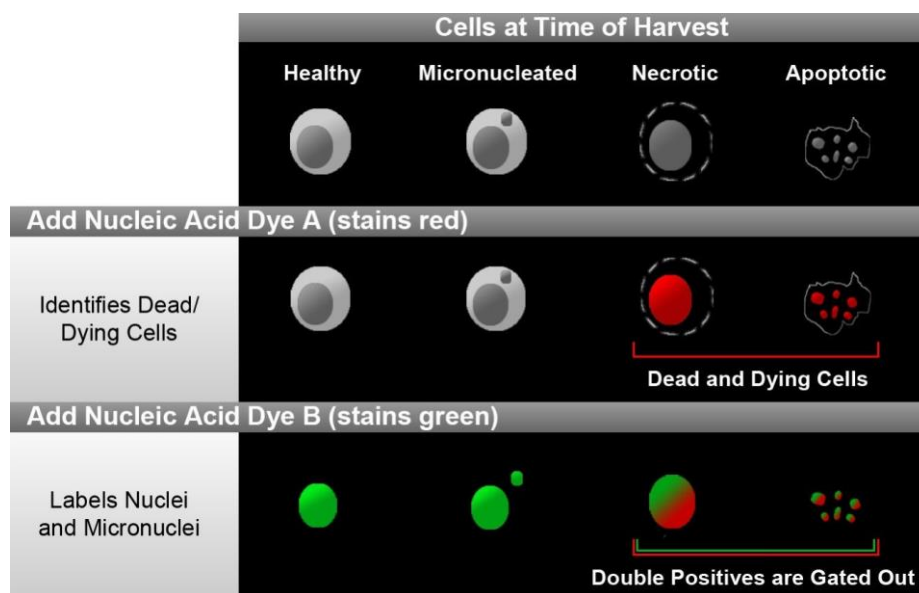 Cells at Time of Harvest
Healthy Micronucleated Necrotic Apoptotic
Add Nucleic Acid Dye A (stains red)
Identifies Dead/
Dying Cells
Dead and Dying Cells
Add Nucleic Acid Dye B (stains green)
Labels Nuclei
and Micronuclei
Double Positives are Gated Out